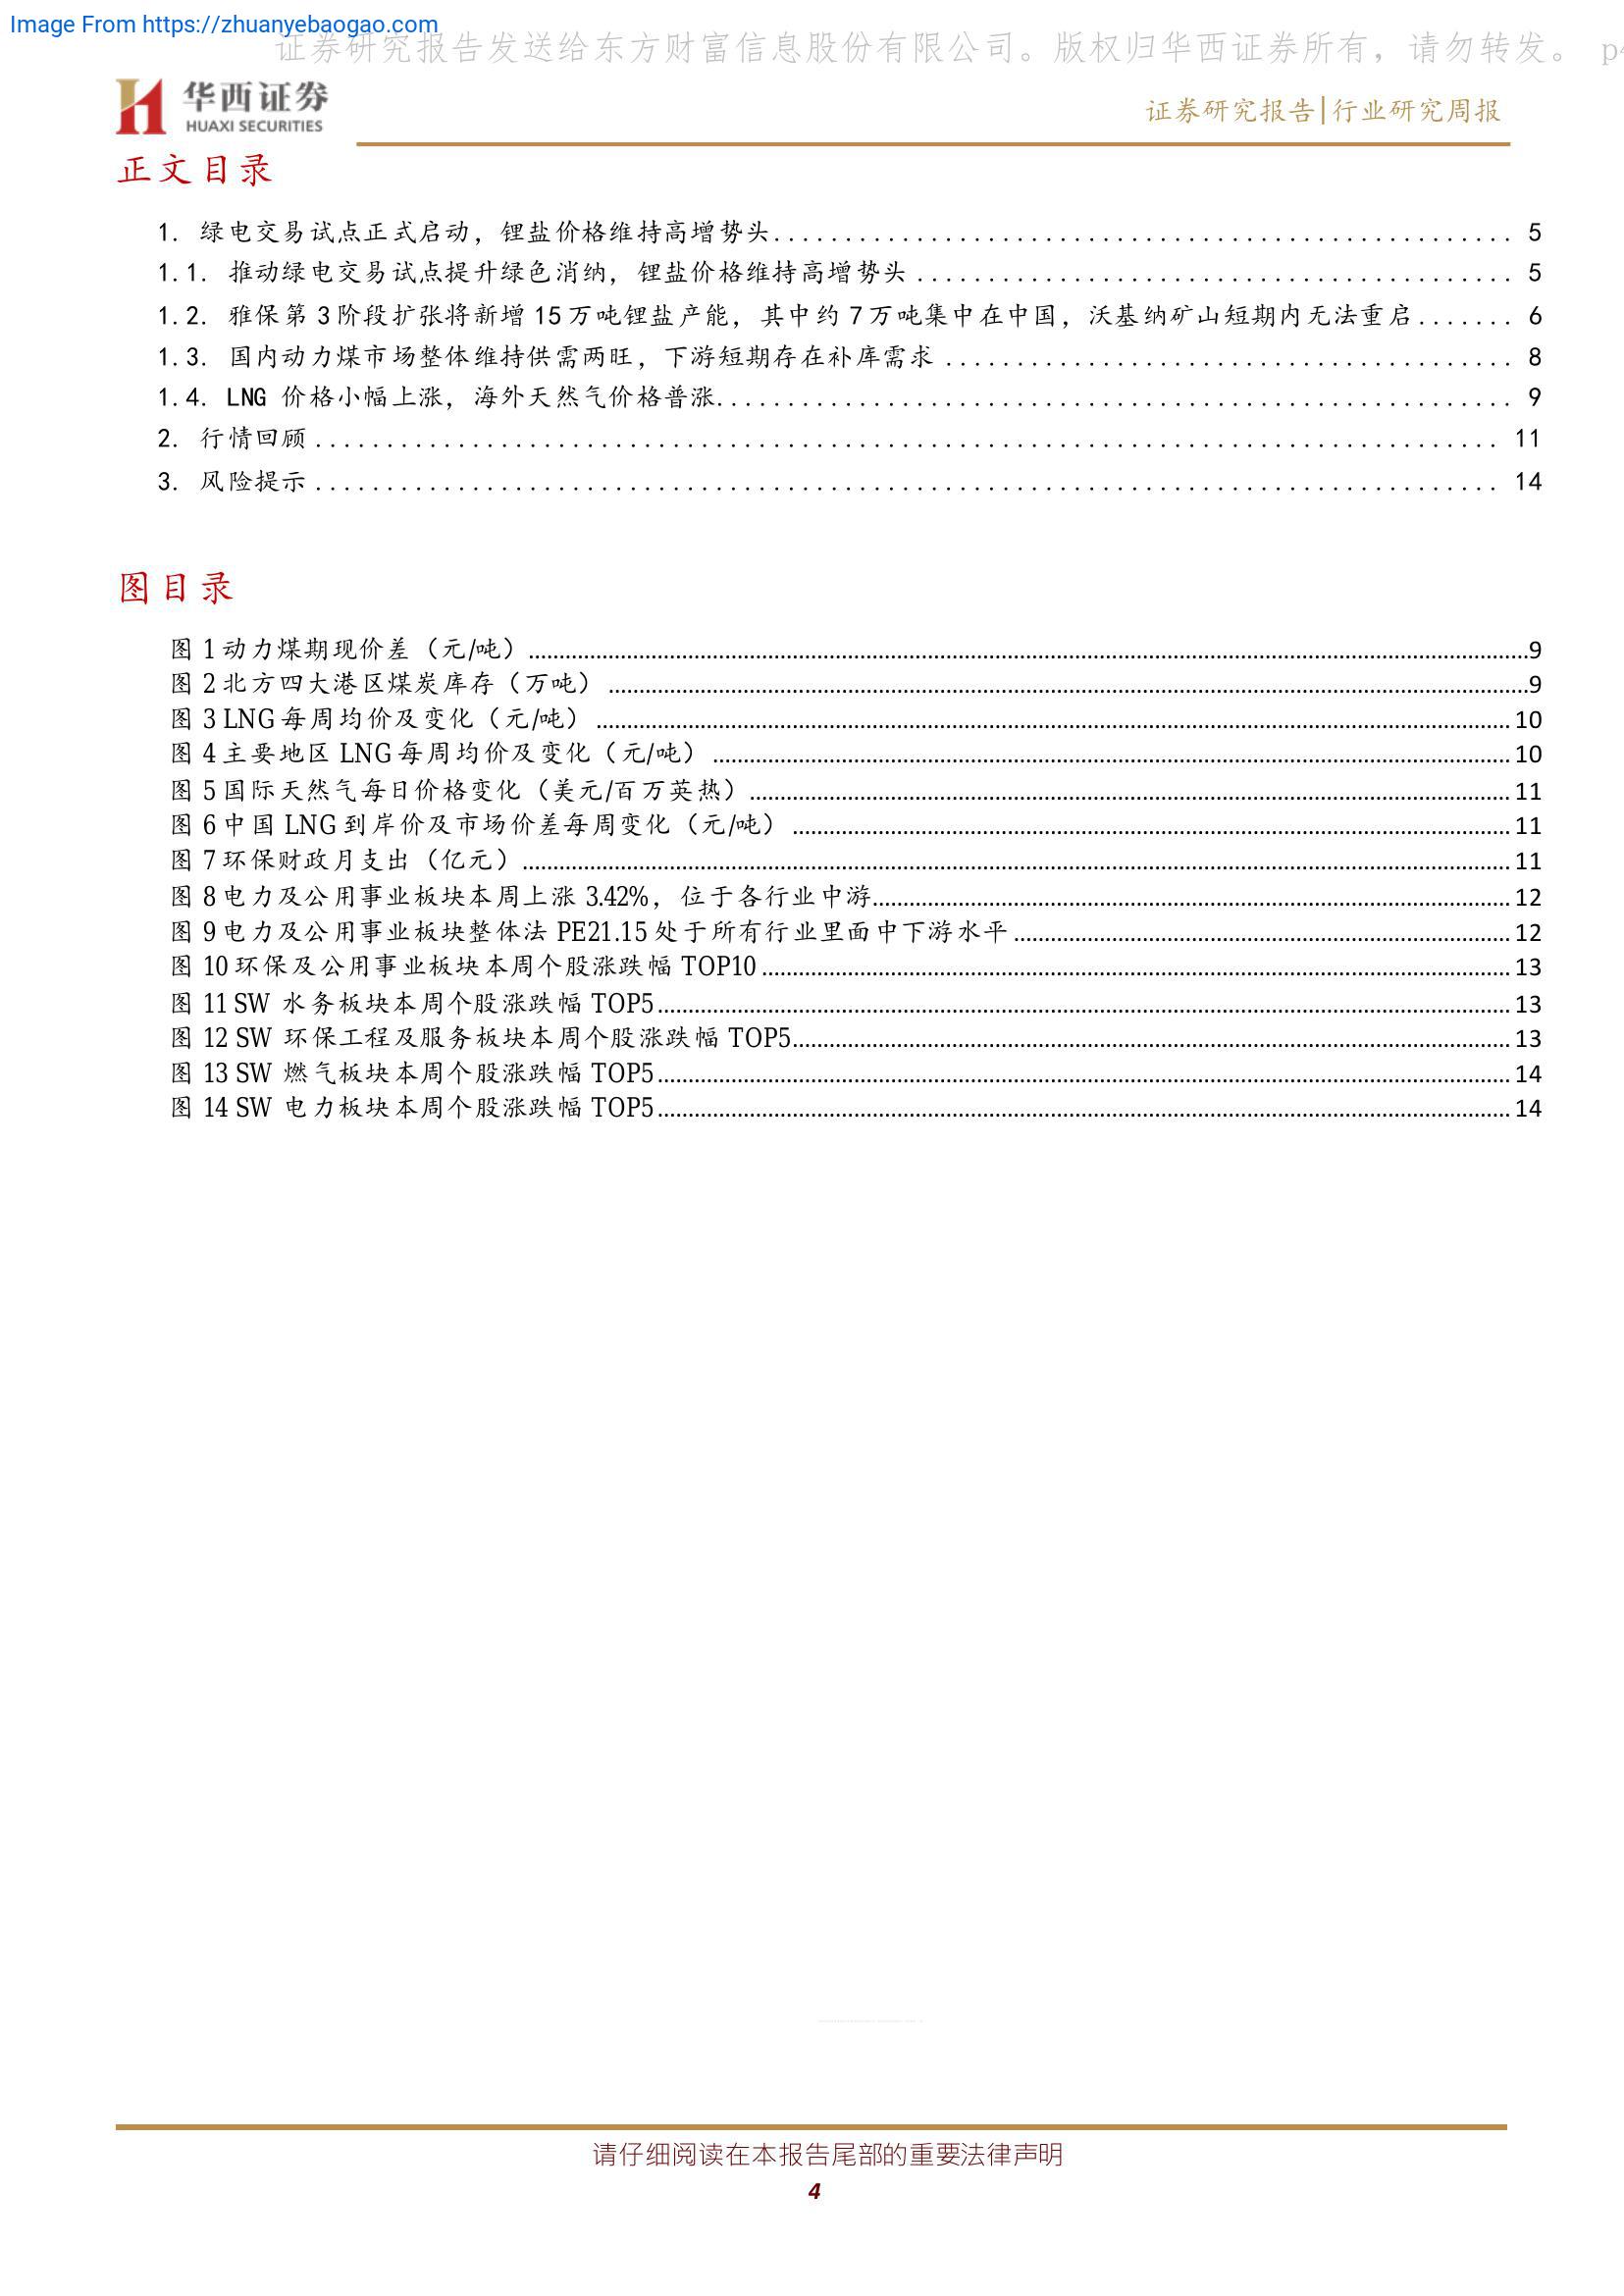 Image From https://zhuanyebaogao.com
证券研究报告发送给东方财富信息股份有限公司。版权归华西证券所有，请勿转发。 p4
华西证券
HUAXI SECURITIES
证券研究报告|行业研究周报
正文目录
1. 绿电交易试点正式启动，锂盐价格维持高增势头.................................................... 5
1.1. 推动绿电交易试点提升绿色消纳，锂盐价格维持高增势头.......................................... 5
1.2. 雅保第 3 阶段扩张将新增 15 万吨锂盐产能，其中约 7 万吨集中在中国，沃基纳矿山短期内无法重启....... 6
1.3. 国内动力煤市场整体维持供需两旺，下游短期存在补库需求........................................ 8
1.4. LNG 价格小幅上涨，海外天然气价格普涨........................................................ 9
2. 行情回顾................................................................................... 11
3. 风险提示................................................................................... 14
图目录
图 1 动力煤期现价差（元/吨）....................................................................9
图 2 北方四大港区煤炭库存（万吨）..............................................................9
图 3 LNG 每周均价及变化（元/吨）.............................................................. 10
图 4 主要地区 LNG 每周均价及变化（元/吨）...................................................... 10
图 5 国际天然气每日价格变化（美元/百万英热）................................................... 11
图 6 中国 LNG 到岸价及市场价差每周变化（元/吨）................................................ 11
图 7 环保财政月支出（亿元）................................................................... 11
图 8 电力及公用事业板块本周上涨 3.42%，位于各行业中游.......................................... 12
图 9 电力及公用事业板块整体法 PE21.15 处于所有行业里面中下游水平................................ 12
图 10 环保及公用事业板块本周个股涨跌幅 TOP10.................................................. 13
图 11 SW 水务板块本周个股涨跌幅 TOP5......................................................... 13
图 12 SW 环保工程及服务板块本周个股涨跌幅 TOP5................................................ 13
图 13 SW 燃气板块本周个股涨跌幅 TOP5......................................................... 14
图 14 SW 电力板块本周个股涨跌幅 TOP5......................................................... 14
请仔细阅读在本报告尾部的重要法律声明
4